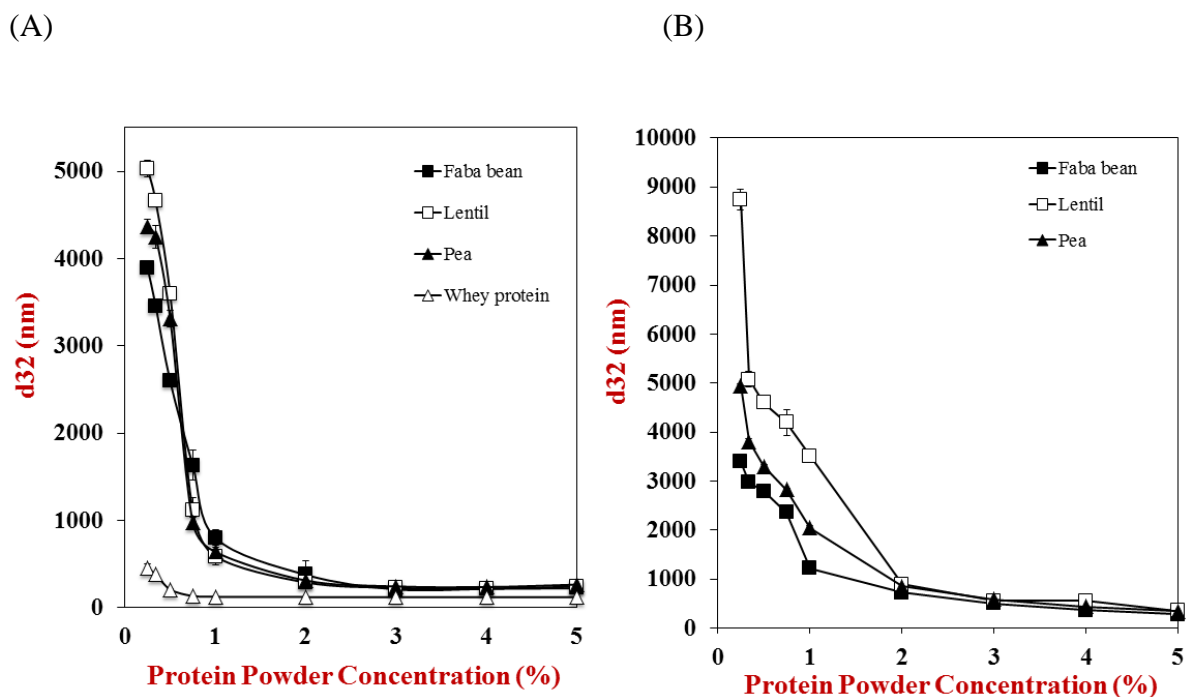 (A)
(B)
5000
4000
3000
2000
1000
0
d32 (nm)
Faba bean
Lentil
Pea
Whey protein
0 1 2 3 4 5
Protein Powder Concentration (%)
10000
9000
8000
7000
6000
5000
4000
3000
2000
1000
0
d32 (nm)
Faba bean
Lentil
Pea
0 1 2 3 4 5
Protein Powder Concentration (%)